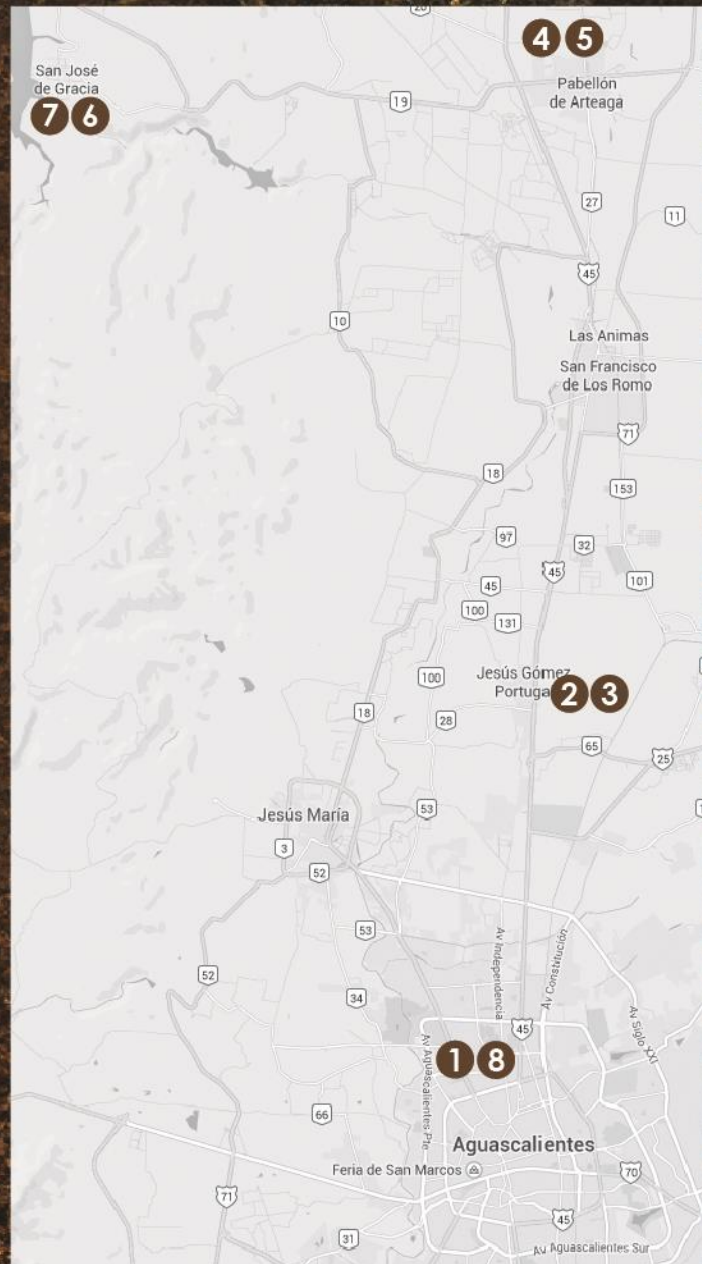 20
4 5
San José
de Gracia
7 6
19
Pabellón
de Arteaga
27
11
45
10
Las Animas
San Francisco
de Los Romo
71
18
153
97
32
45
45
101
100
131
100
Jesús Gómez
Portuga
2 3
18
28
65
25
53
Jesús María
3
52
53
Av Independencia
Av Constitución
52
34
45
Av Siglo XXI
1 8
Av Aguascalientes Pte
66
Aguascalientes
Feria de San Marcos
70
71
45
31
Av Aguascalientes Sur